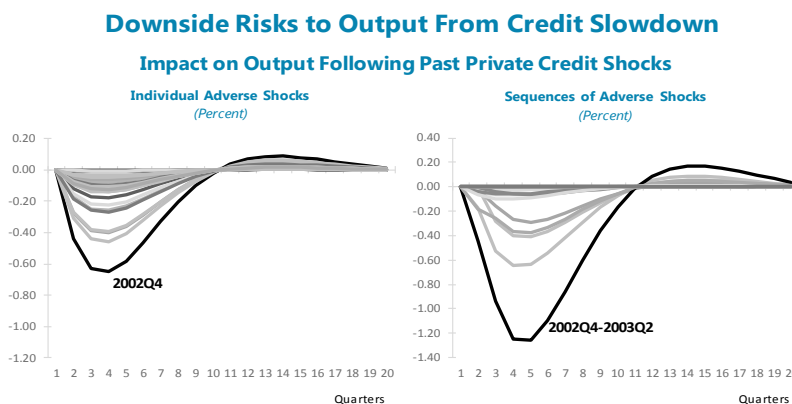 Downside Risks to Output From Credit Slowdown
Impact on Output Following Past Private Credit Shocks
Individual Adverse Shocks
(Percent)
0.20
0.00
-0.20
-0.40
-0.60
-0.80
-1.00
-1.20
2002Q4
1 2 3 4 5 6 7 8 9 10 11 12 13 14 15 16 17 18 19 20
Quarters
Sequences of Adverse Shocks
(Percent)
0.40
0.20
0.00
-0.20
-0.40
-0.60
-0.80
-1.00
-1.20
-1.40
2002Q4-2003Q2
1 2 3 4 5 6 7 8 9 10 11 12 13 14 15 16 17 18 19
Quarters